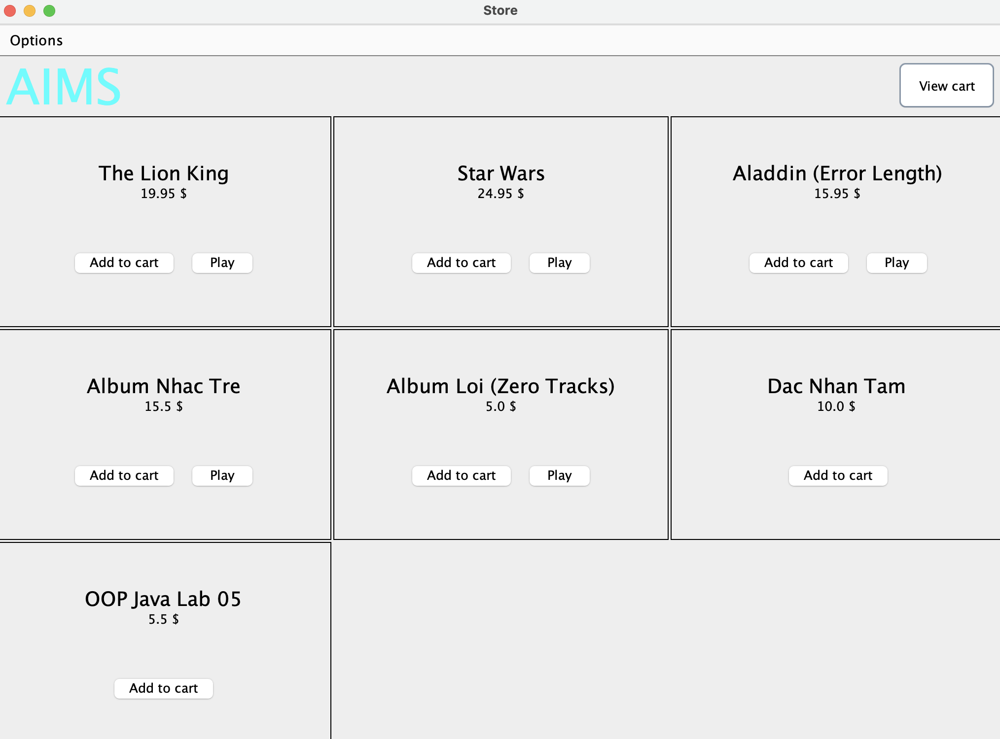 Store
Options
AIMS
View cart
The Lion King
19.95 $
Add to cart
Play
Star Wars
24.95 $
Add to cart
Play
Aladdin (Error Length)
15.95 $
Add to cart
Play
Album Nhac Tre
15.5 $
Add to cart
Play
Album Loi (Zero Tracks)
5.0 $
Add to cart
Play
Dac Nhan Tam
10.0 $
Add to cart
OOP Java Lab 05
5.5 $
Add to cart